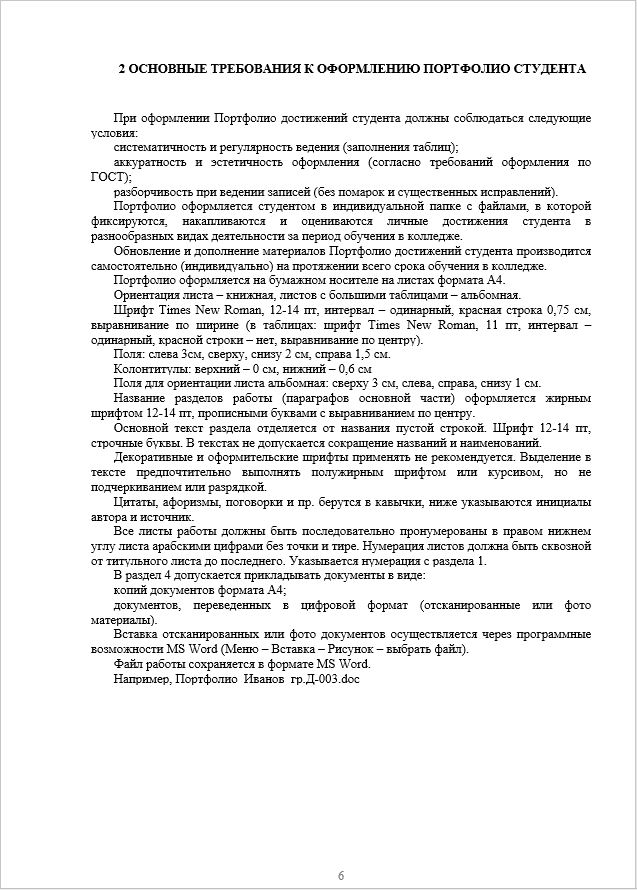 2 ОСНОВНЫЕ ТРЕБОВАНИЯ К ОФОРМЛЕНИЮ ПОРТФОЛИО СТУДЕНТА
При оформлении Портфолио достижений студента должны соблюдаться следующие
условия:
систематичность и регулярность ведения (заполнения таблиц);
аккуратность и эстетичность оформления (согласно требований оформления по
ГОСТ);
разборчивость при ведении записей (без помарок и существенных исправлений).
Портфолио оформляется студентом в индивидуальной папке с файлами, в которой
фиксируются, накапливаются и оцениваются личные достижения студента в
разнообразных видах деятельности за период обучения в колледже.
Обновление и дополнение материалов Портфолио достижений студента производится
самостоятельно (индивидуально) на протяжении всего срока обучения в колледже.
Портфолио оформляется на бумажном носителе на листах формата А4.
Ориентация листа – книжная, листов с большими таблицами – альбомная.
Шрифт Times New Roman, 12-14 пт, интервал – одинарный, красная строка 0,75 см,
выравнивание по ширине (в таблицах: шрифт Times New Roman, 11 пт, интервал –
одинарный, красной строки – нет, выравнивание по центру).
Поля: слева 3см, сверху, снизу 2 см, справа 1,5 см.
Колонтитулы: верхний – 0 см, нижний – 0,6 см
Поля для ориентации листа альбомная: сверху 3 см, слева, справа, снизу 1 см.
Название разделов работы (параграфов основной части) оформляется жирным
шрифтом 12-14 пт, прописными буквами с выравниванием по центру.
Основной текст раздела отделяется от названия пустой строкой. Шрифт 12-14 пт,
строчные буквы. В текстах не допускается сокращение названий и наименований.
Декоративные и оформительские шрифты применять не рекомендуется. Выделение в
тексте предпочтительно выполнять полужирным шрифтом или курсивом, но не
подчеркиванием или разрядкой.
Цитаты, афоризмы, поговорки и пр. берутся в кавычки, ниже указываются инициалы
автора и источник.
Все листы работы должны быть последовательно пронумерованы в правом нижнем
углу листа арабскими цифрами без точки и тире. Нумерация листов должна быть сквозной
от титульного листа до последнего. Указывается нумерация с раздела 1.
В раздел 4 допускается прикладывать документы в виде:
копий документов формата А4;
документов, переведенных в цифровой формат (отсканированные или фото
материалы).
Вставка отсканированных или фото документов осуществляется через программные
возможности MS Word (Меню – Вставка – Рисунок – выбрать файл).
Файл работы сохраняется в формате MS Word.
Например, Портфолио Иванов гр.Д-003.doc
6